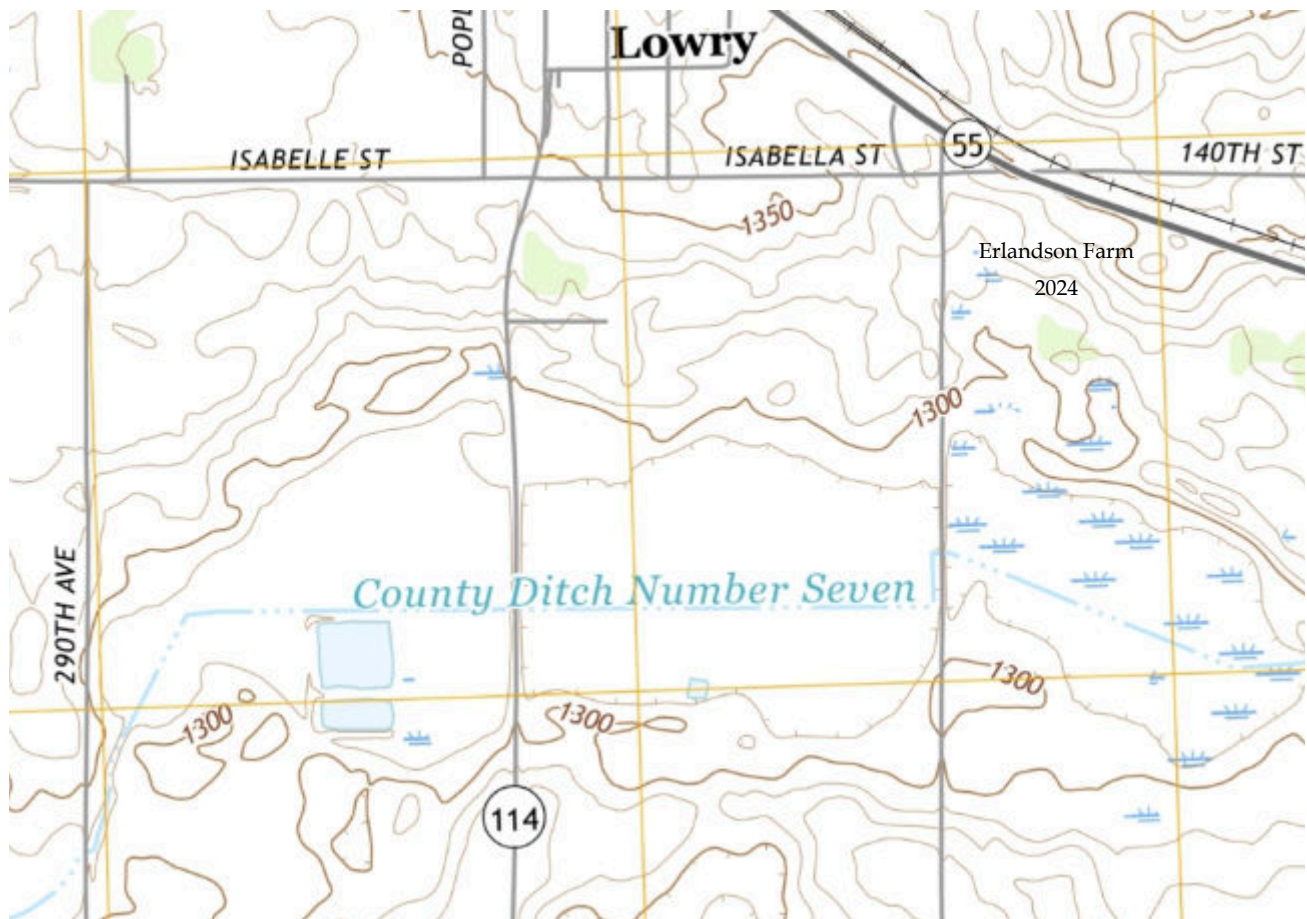 Lowry
ISABELLE ST
ISABELLA ST
55
140TH ST
1350
Erlandson Farm
2024
1300
290TH AVE
County Ditch Number Seven
1300
1300
1300
114